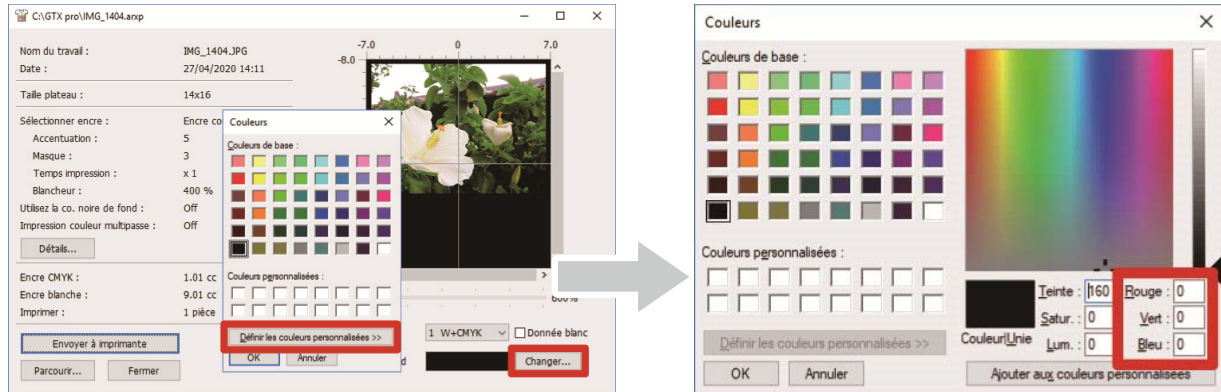 C:\GTX pro\IMG_1404.arxp
Nom du travail : IMG_1404.JPG
Date : 27/04/2020 14:11
Taille plateau : 14x16
Sélectionner encre : Encre co
Accentuation : 5
Masque : 3
Temps impression : x 1
Blancheur : 400 %
Utilisez la co. noire de fond : Off
Impression couleur multipasse : Off
Détails...
Encre CMYK : 1.01 cc
Encre blanche : 9.01 cc
Imprimer : 1 pièce
Envoyer à imprimante
Parcourir... Fermer
-7.0 0 7.0
-8.0
Couleurs
Couleurs de base :
Couleurs personnalisées :
Définir les couleurs personnalisées >>
OK Annuler
600%
1 W+CMYK Donnée blanc
d Changer...
Couleurs
Couleurs de base :
Couleurs personnalisées :
Définir les couleurs personnalisées >>
OK Annuler
Couleur|Unie
Teinte : 160 Rouge : 0
Satur. : 0 Vert : 0
Lum. : 0 Bleu : 0
Ajouter aux couleurs personnalisées